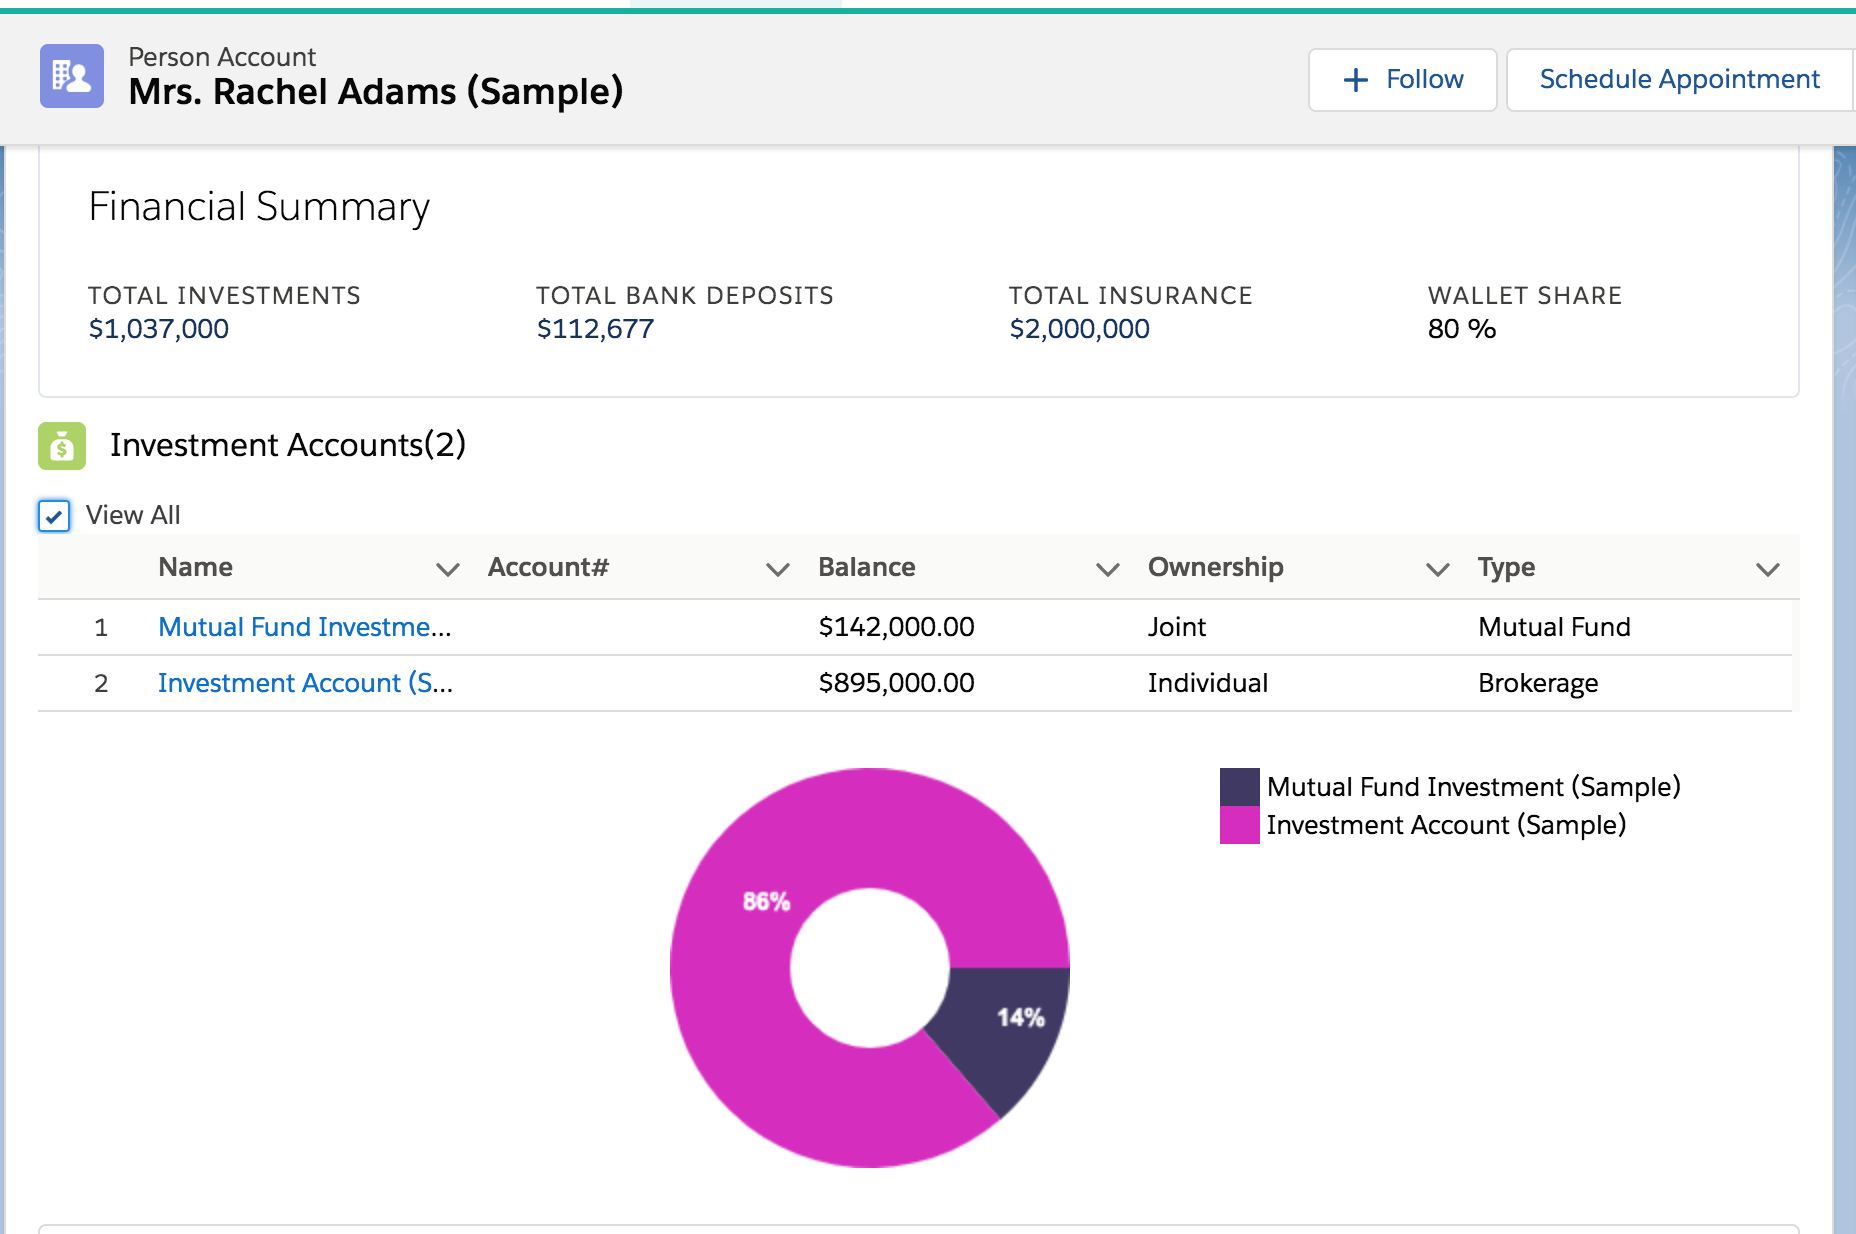 Person Account
Mrs. Rachel Adams (Sample)
Follow
Schedule Appointment
Financial Summary
TOTAL INVESTMENTS TOTAL BANK DEPOSITS TOTAL INSURANCE WALLET SHARE
$1,037,000 $112,677 $2,000,000 80 %
Investment Accounts(2)
View All
Name Account# Balance Ownership Type
1 Mutual Fund Investme... $142,000.00 Joint Mutual Fund
2 Investment Account (S... $895,000.00 Individual Brokerage
Mutual Fund Investment (Sample)
Investment Account (Sample)
86%
14%